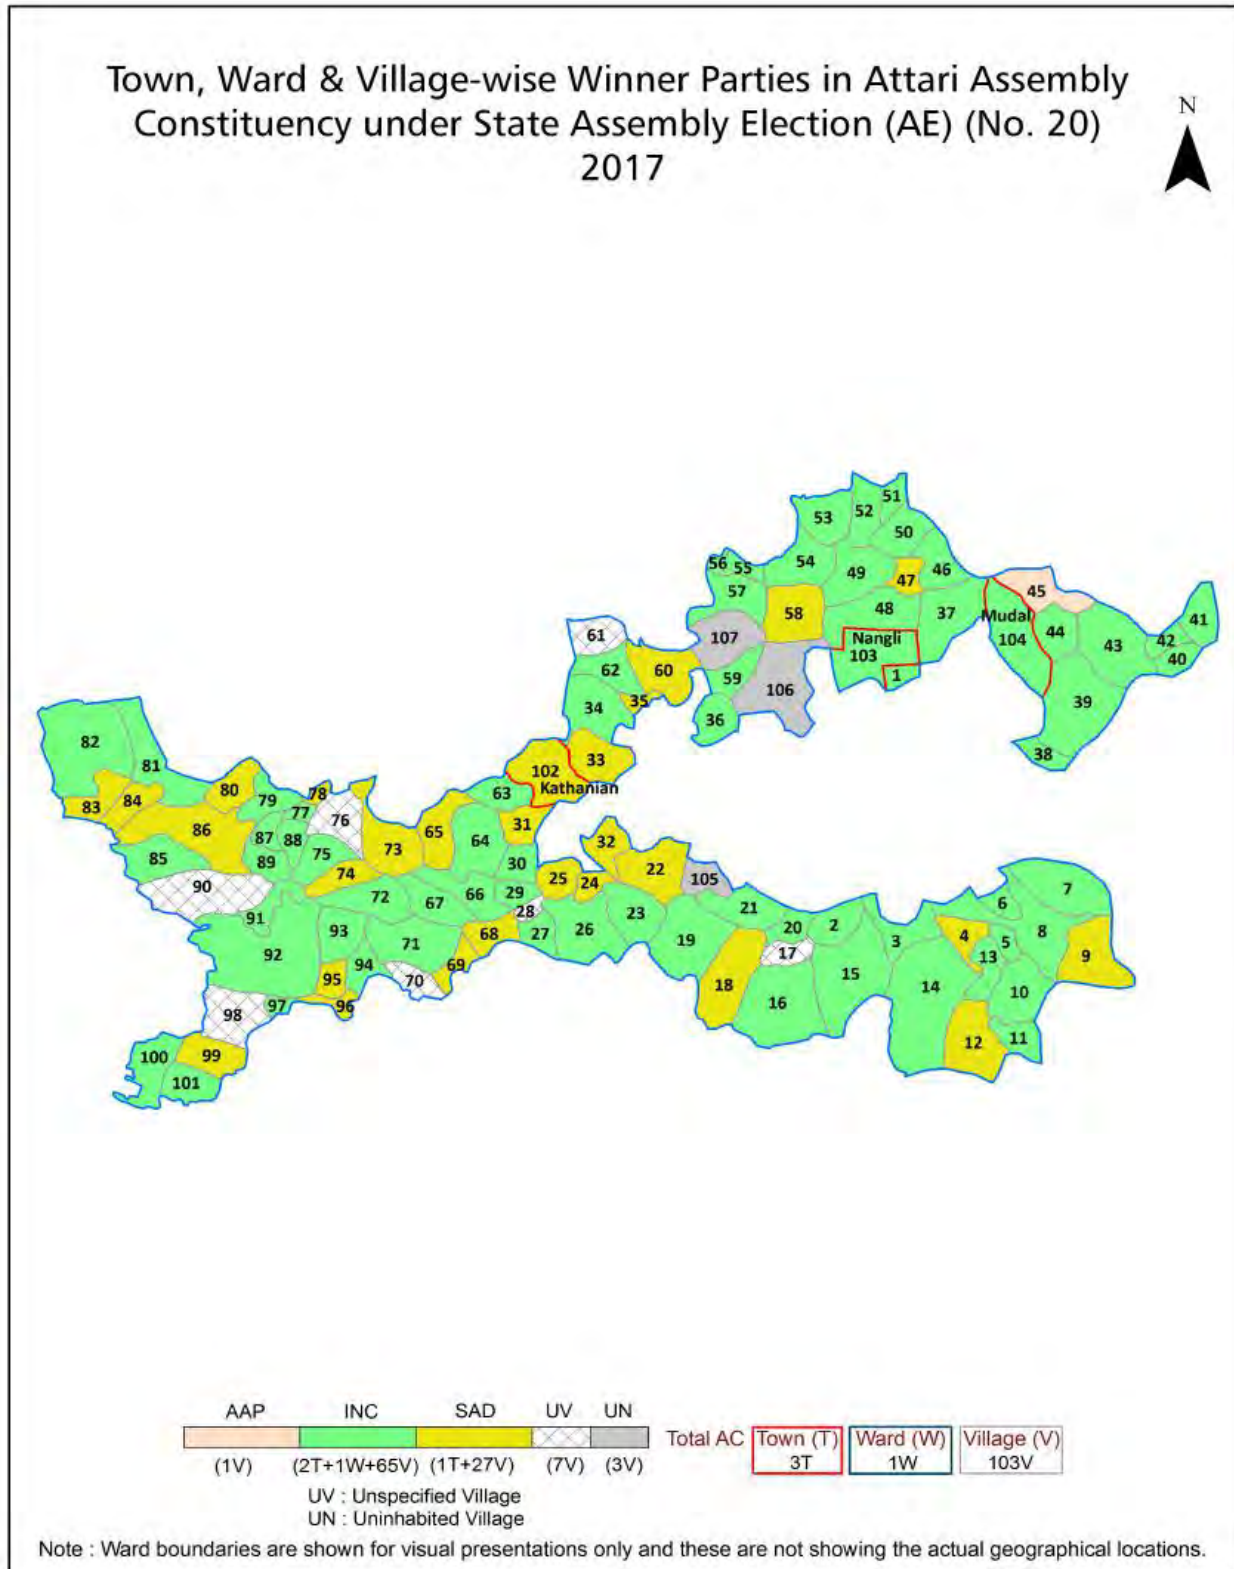 Town, Ward & Village-wise Winner Parties in Attari Assembly
Constituency under State Assembly Election (AE) (No. 20)
2017
N
51
52
53
50
56 55 54 49 47 46
57
45
58 48 37
41
61 107 Nangli Mudal 44 43 42
103 104
62 60 59 1 40
106
34 35 36 39
82
81 38
102 33
Kathanian
80 78
83 84 79 63
77 76 31
86 87 88 65 64 32
75 73
85 89 30 22
74 25 24 105
90 72 67 66 29 7
91 28 21 6
93 71 68 27 26 23 20 2 4 5 8
92 19 17 3 13 9
95 94 69
70 18 15 14 10
96 16
98 97 12 11
100 99
101
AAP INC SAD UV UN
Total AC Town (T) Ward (W) Village (V)
3T 1W 103V
(1V) (2T+1W+65V) (1T+27V) (7V) (3V)
UV : Unspecified Village
UN : Uninhabited Village
Note : Ward boundaries are shown for visual presentations only and these are not showing the actual geographical locations.